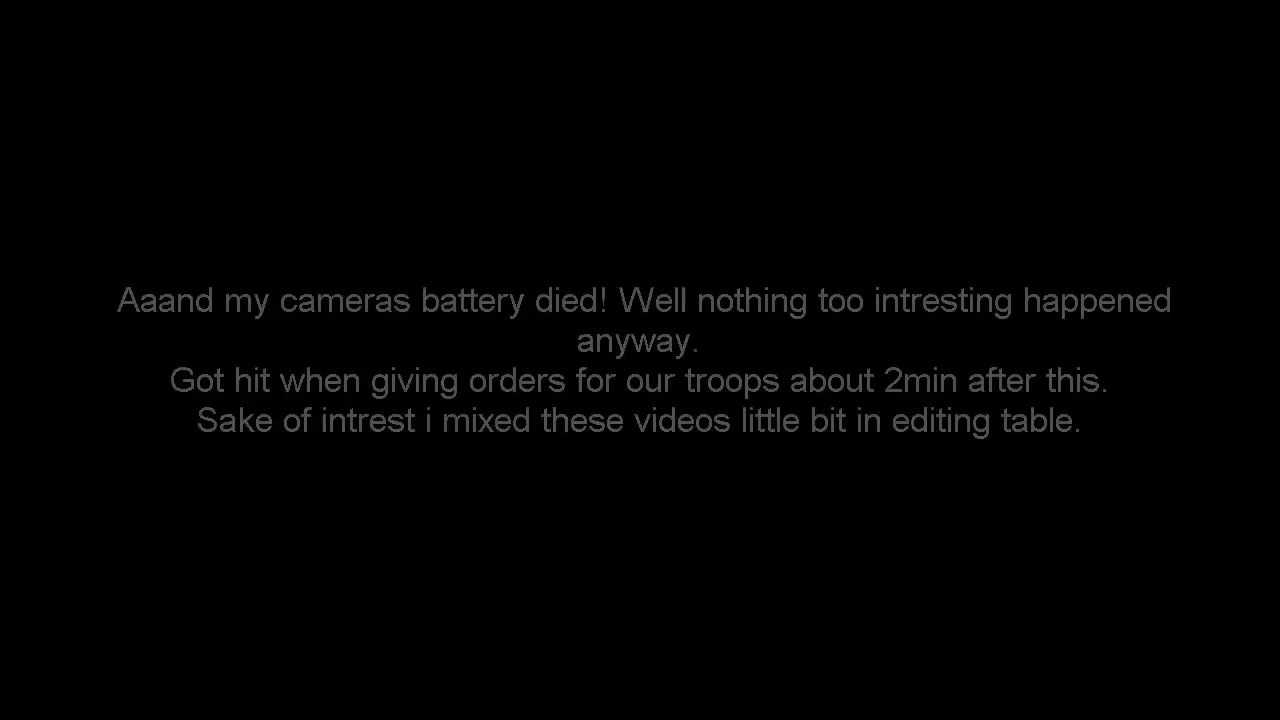 Aaand my cameras battery died! Well nothing too intresting happened
anyway.
Got hit when giving orders for our troops about 2min after this.
Sake of intrest i mixed these videos little bit in editing table.